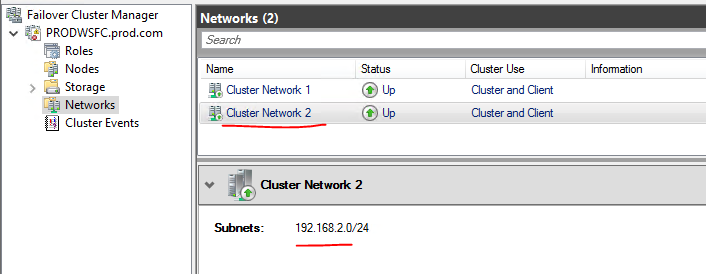 Failover Cluster Manager
PRODWSFC.prod.com
Roles
Nodes
Storage
Networks
Cluster Events
Networks (2)
Search
Name Status Cluster Use Information
Cluster Network 1 Up Cluster and Client
Cluster Network 2 Up Cluster and Client
Cluster Network 2
Subnets: 192.168.2.0/24